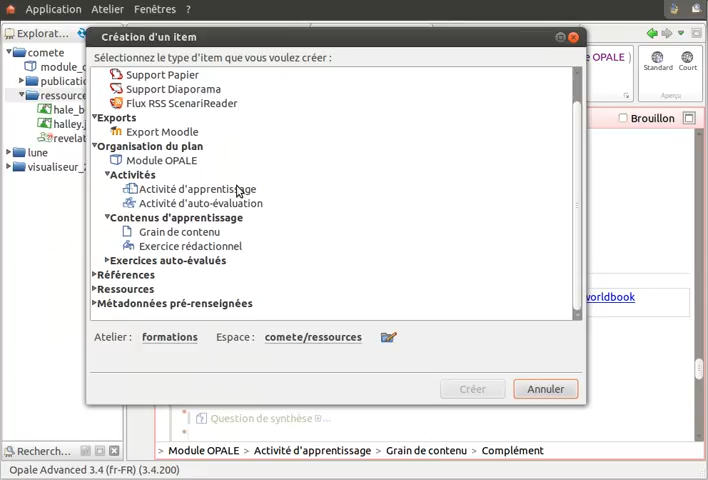 Application Atelier Fenêtres ?
Explorat...
Création d'un item
Sélectionnez le type d'item que vous voulez créer :
comete
module_
publicatio
ressource
hale_b
halley.j
revelat
lune
visualiseur_
Support Papier
Support Diaporama
Flux RSS ScenariReader
Exports
Export Moodle
Organisation du plan
Module OPALE
Activités
Activité d'apprentissage
Activité d'auto-évaluation
Contenus d'apprentissage
Grain de contenu
Exercice rédactionnel
Exercices auto-évalués
Références
Ressources
Métadonnées pré-renseignées
Atelier : formations Espace : comete/ressources
Créer Annuler
OPALE )
Standard Court
Aperçu
Brouillon
worldbook
Question de synthèse ...
Recherch...
> Module OPALE > Activité d'apprentissage > Grain de contenu > Complément
Opale Advanced 3.4 (fr-FR) (3.4.200)